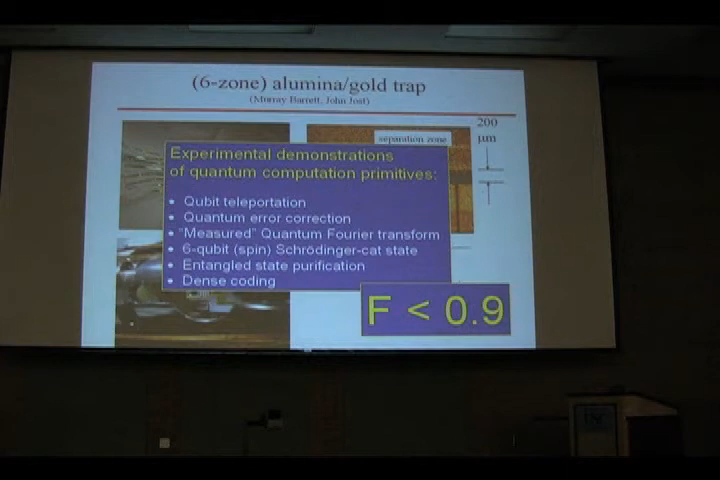 (6-zone) alumina/gold trap
(Murray Barrett, John Jost)
200
μm
separation zone
Experimental demonstrations
of quantum computation primitives:
• Qubit teleportation
• Quantum error correction
• "Measured" Quantum Fourier transform
• 6-qubit (spin) Schrödinger-cat state
• Entangled state purification
• Dense coding
F < 0.9
USC